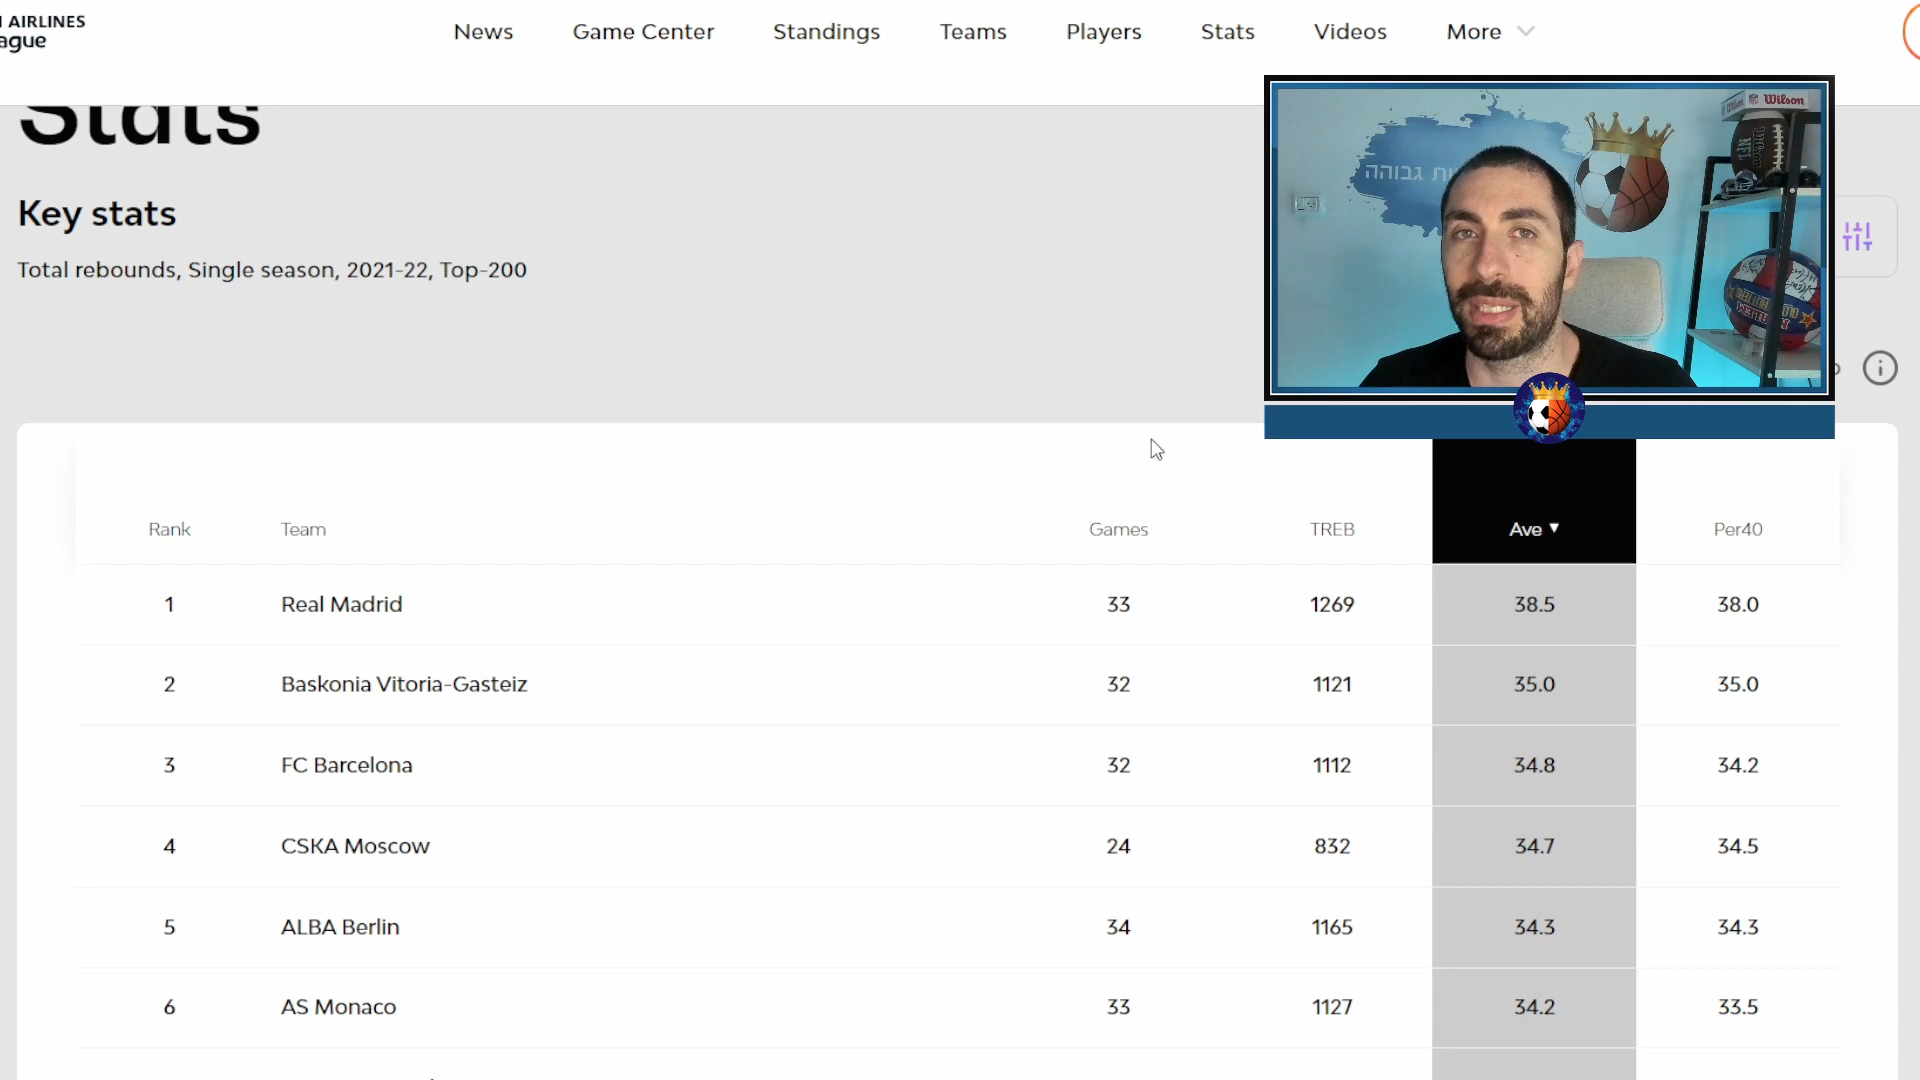 AIRLINES
ague
News Game Center Standings Teams Players Stats Videos More
Stats
Key stats
Total rebounds, Single season, 2021-22, Top-200
Wilson
NFL
גבוהה
Rank Team Games TREB Ave Per40
1 Real Madrid 33 1269 38.5 38.0
2 Baskonia Vitoria-Gasteiz 32 1121 35.0 35.0
3 FC Barcelona 32 1112 34.8 34.2
4 CSKA Moscow 24 832 34.7 34.5
5 ALBA Berlin 34 1165 34.3 34.3
6 AS Monaco 33 1127 34.2 33.5